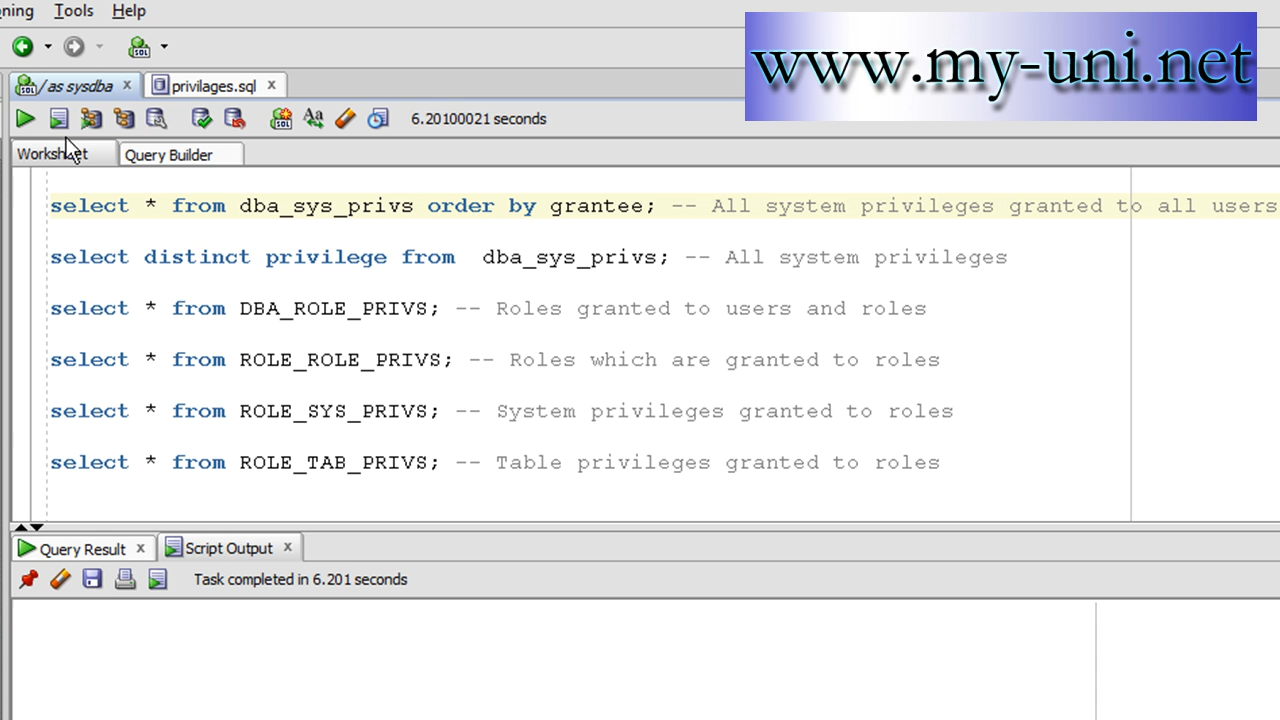 ning Tools Help
www.my-uni.net
/ as sysdba x privilages.sql x
6.20100021 seconds
Worksheet Query Builder
select * from dba_sys_privs order by grantee; -- All system privileges granted to all users
select distinct privilege from dba_sys_privs; -- All system privileges
select * from DBA_ROLE_PRIVS; -- Roles granted to users and roles
select * from ROLE_ROLE_PRIVS; -- Roles which are granted to roles
select * from ROLE_SYS_PRIVS; -- System privileges granted to roles
select * from ROLE_TAB_PRIVS; -- Table privileges granted to roles
Query Result x Script Output x
Task completed in 6.201 seconds